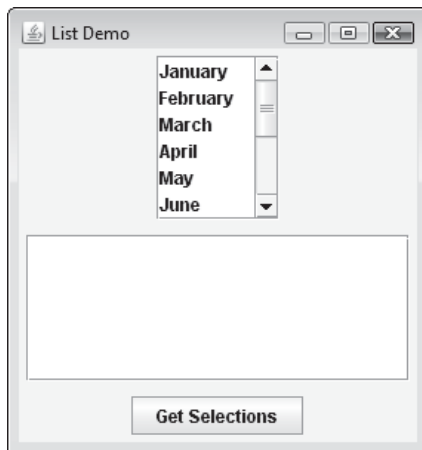 List Demo
January
February
March
April
May
June
Get Selections